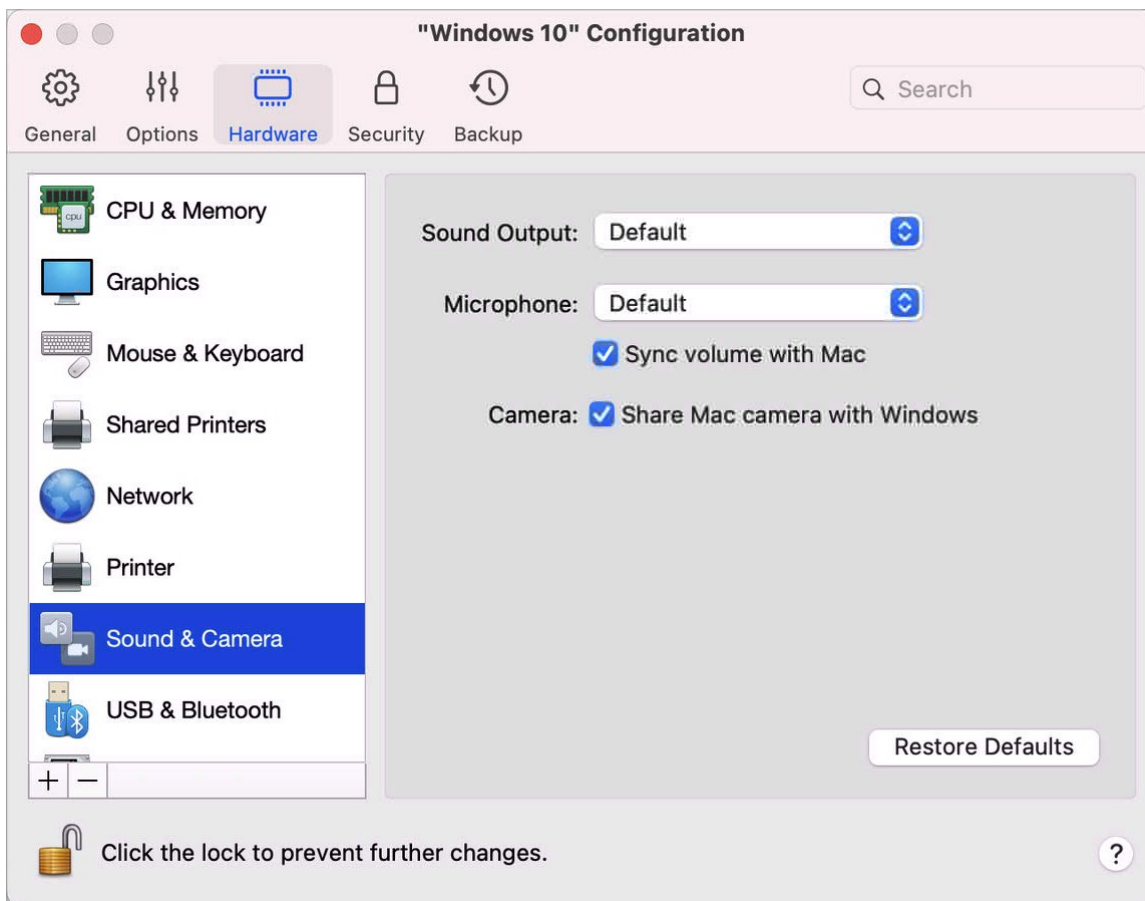 "Windows 10" Configuration
General Options Hardware Security Backup
Search
CPU & Memory
Graphics
Mouse & Keyboard
Shared Printers
Network
Printer
Sound & Camera
USB & Bluetooth
Sound Output: Default
Microphone: Default
Sync volume with Mac
Camera: Share Mac camera with Windows
Restore Defaults
Click the lock to prevent further changes.
?